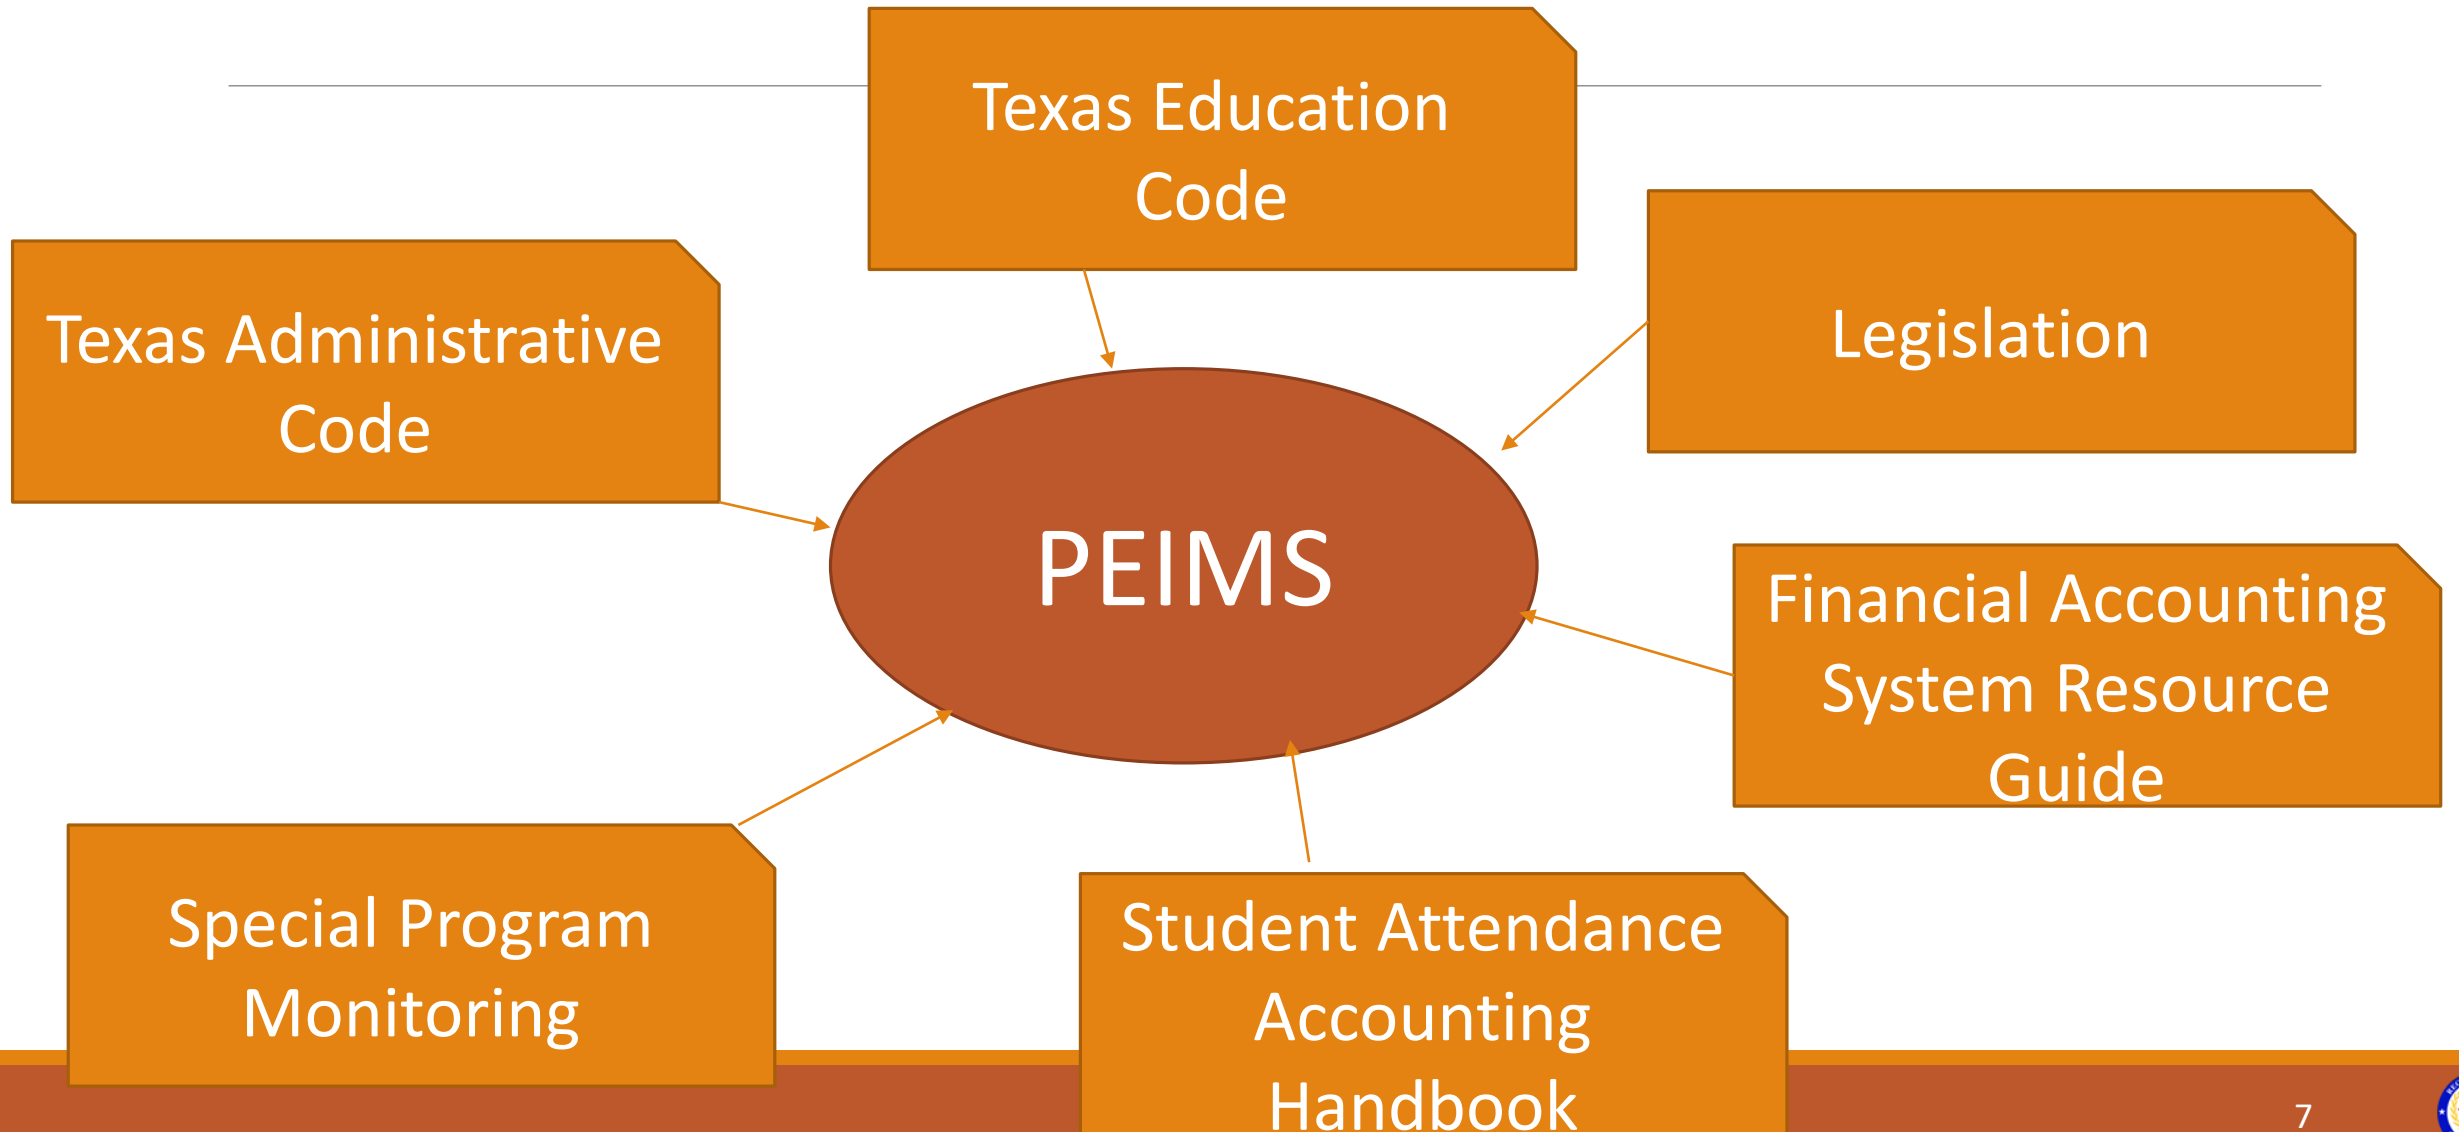 Texas Education
Code
Texas Administrative
Code
Legislation
PEIMS
Financial Accounting
System Resource
Guide
Special Program
Monitoring
Student Attendance
Accounting
Handbook
7